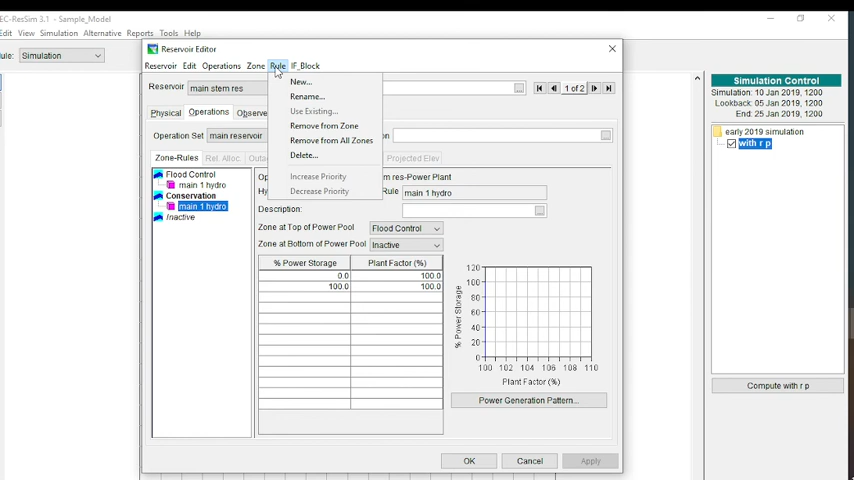 EC-ResSim 3.1 - Sample_Model
Edit View Simulation Alternative Reports Tools Help
ule: Simulation
Reservoir Editor
Reservoir Edit Operations Zone Rule IF_Block
Reservoir main stem res 1 of 2
New...
Rename...
Use Existing...
Remove from Zone
Remove from All Zones
Delete...
Increase Priority
Decrease Priority
Physical Operations Observe
Operation Set main reservoir on
Zone-Rules Rel. Alloc. Outa Projected Elev
Flood Control
main 1 hydro
Conservation
main 1 hydro
Inactive
Op m res-Power Plant
Hy Rule main 1 hydro
Description:
Zone at Top of Power Pool Flood Control
Zone at Bottom of Power Pool Inactive
% Power Storage Plant Factor (%)
0.0 100.0
100.0 100.0
% Power Storage
120
100
80
60
40
20
0
100 102 104 106 108 110
Plant Factor (%)
Power Generation Pattern...
OK Cancel Apply
Simulation Control
Simulation: 10 Jan 2019, 1200
Lookback: 05 Jan 2019, 1200
End: 25 Jan 2019, 1200
early 2019 simulation
with r p
Compute with r p